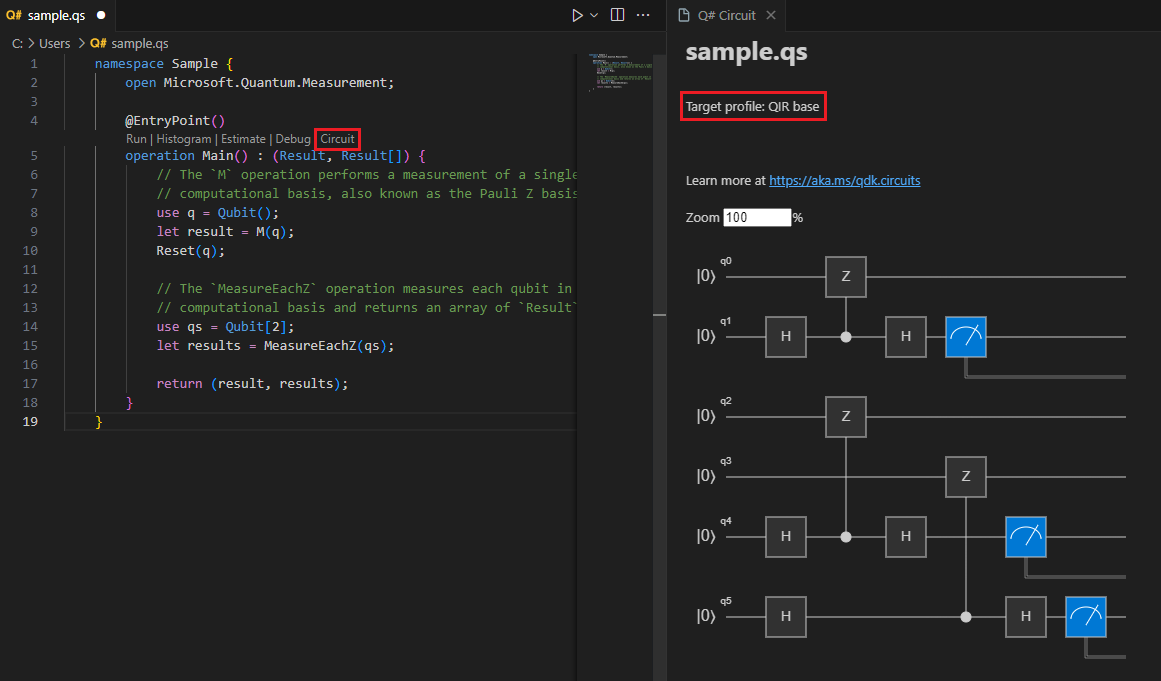 Q# sample.qs
C: > Users > Q# sample.qs
1 namespace Sample {
2 open Microsoft.Quantum.Measurement;
3
4 @EntryPoint()
Run | Histogram | Estimate | Debug | Circuit
5 operation Main() : (Result, Result[]) {
6 // The `M` operation performs a measurement of a single
7 // computational basis, also known as the Pauli Z basis
8 use q = Qubit();
9 let result = M(q);
10 Reset(q);
11
12 // The `MeasureEachZ` operation measures each qubit in
13 // computational basis and returns an array of `Result`
14 use qs = Qubit[2];
15 let results = MeasureEachZ(qs);
16
17 return (result, results);
18 }
19 }
Q# Circuit
sample.qs
Target profile: QIR base
Learn more at https://aka.ms/qdk.circuits
Zoom 100 %
q0
|0⟩ Z
q1
|0⟩ H H
q2
|0⟩ Z
q3
|0⟩ Z
q4
|0⟩ H H
q5
|0⟩ H H